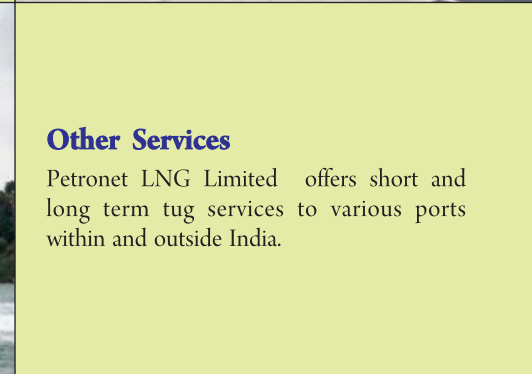 Other Services
Petronet LNG Limited offers short and
long term tug services to various ports
within and outside India.